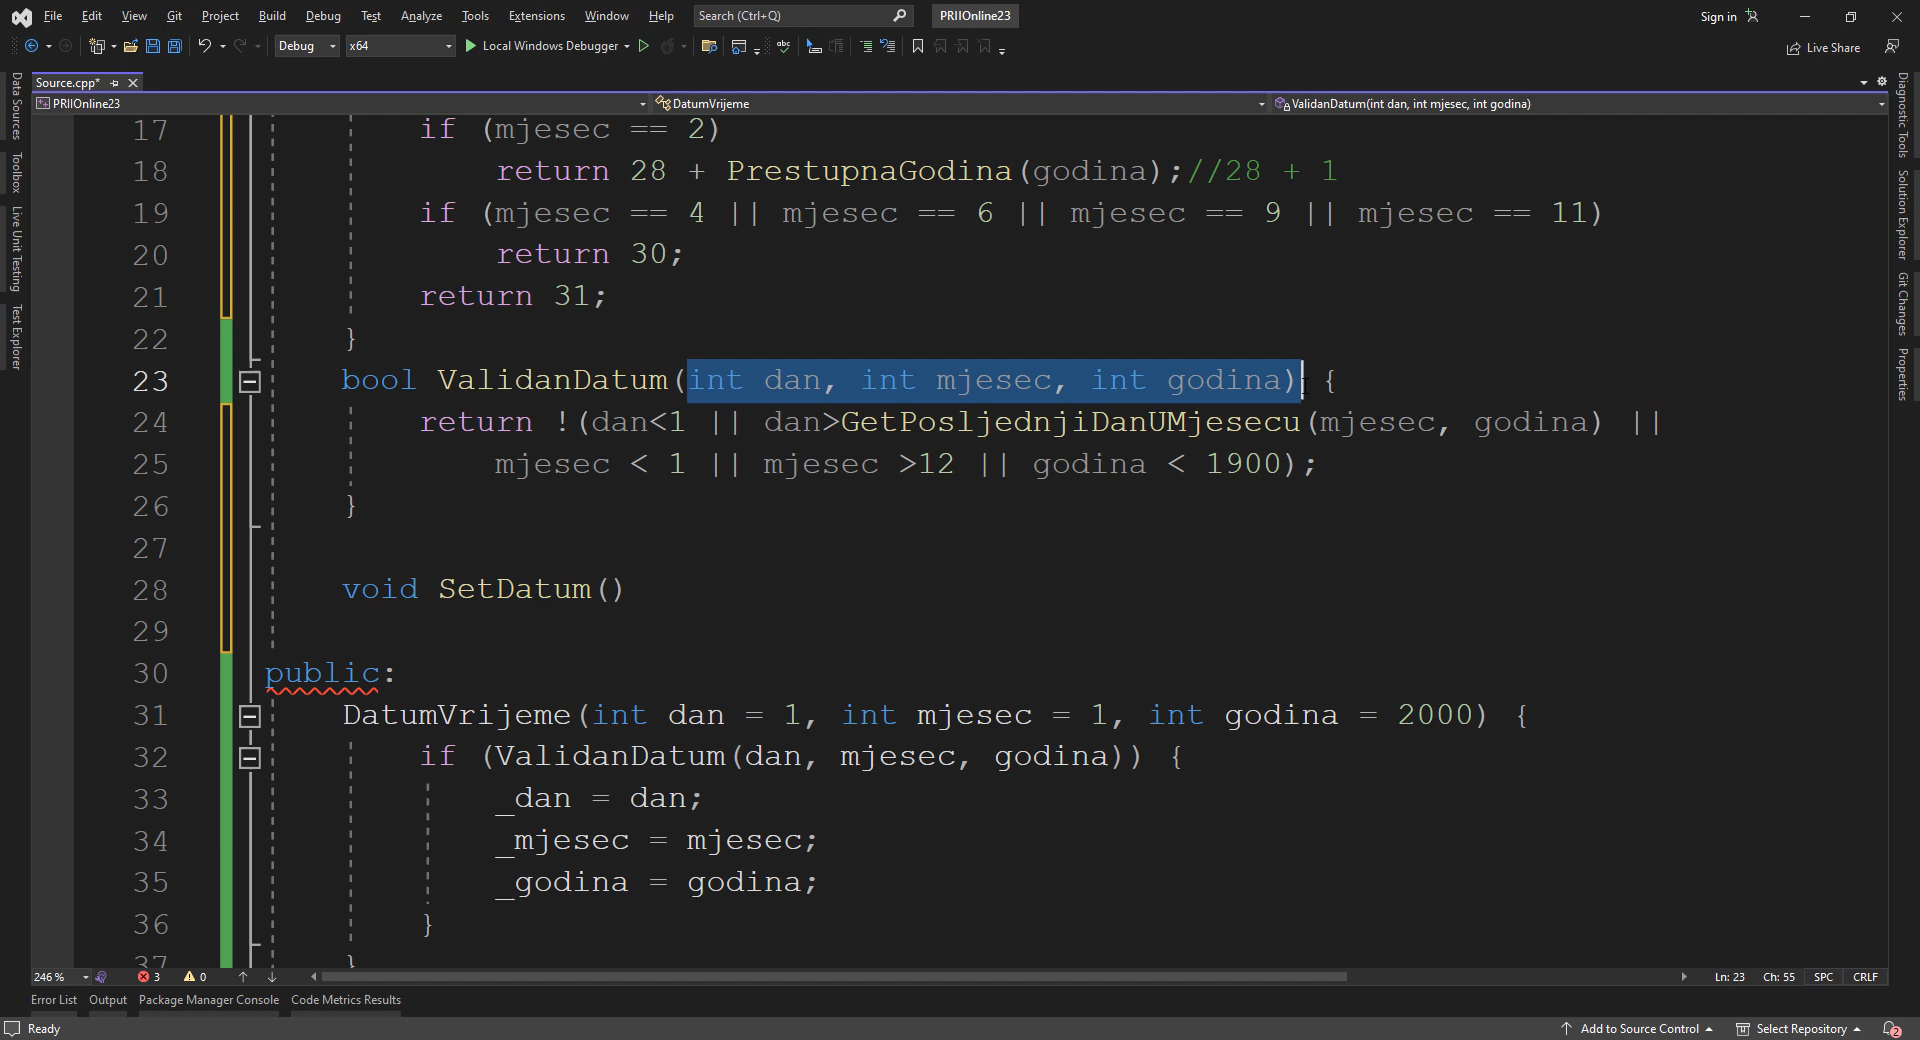 File Edit View Git Project Build Debug Test Analyze Tools Extensions Window Help Search (Ctrl+Q) PRIIOnline23 Sign in
Debug x64 Local Windows Debugger Live Share
Source.cpp*
PRIIOnline23 DatumVrijeme ValidanDatum(int dan, int mjesec, int godina)
Data Sources
Toolbox
Live Unit Testing
Test Explorer
17 if (mjesec == 2)
18 return 28 + PrestupnaGodina(godina);//28 + 1
19 if (mjesec == 4 || mjesec == 6 || mjesec == 9 || mjesec == 11)
20 return 30;
21 return 31;
22 }
23 bool ValidanDatum(int dan, int mjesec, int godina) {
24 return !(dan<1 || dan>GetPosljednjiDanUMjesecu(mjesec, godina) ||
25 mjesec < 1 || mjesec >12 || godina < 1900);
26 }
27
28 void SetDatum()
29
30 public:
31 DatumVrijeme(int dan = 1, int mjesec = 1, int godina = 2000) {
32 if (ValidanDatum(dan, mjesec, godina)) {
33 _dan = dan;
34 _mjesec = mjesec;
35 _godina = godina;
36 }
37 }
Diagnostic Tools
Solution Explorer
Git Changes
Properties
246 % 3 0 Ln: 23 Ch: 55 SPC CRLF
Error List Output Package Manager Console Code Metrics Results
Ready Add to Source Control Select Repository 2